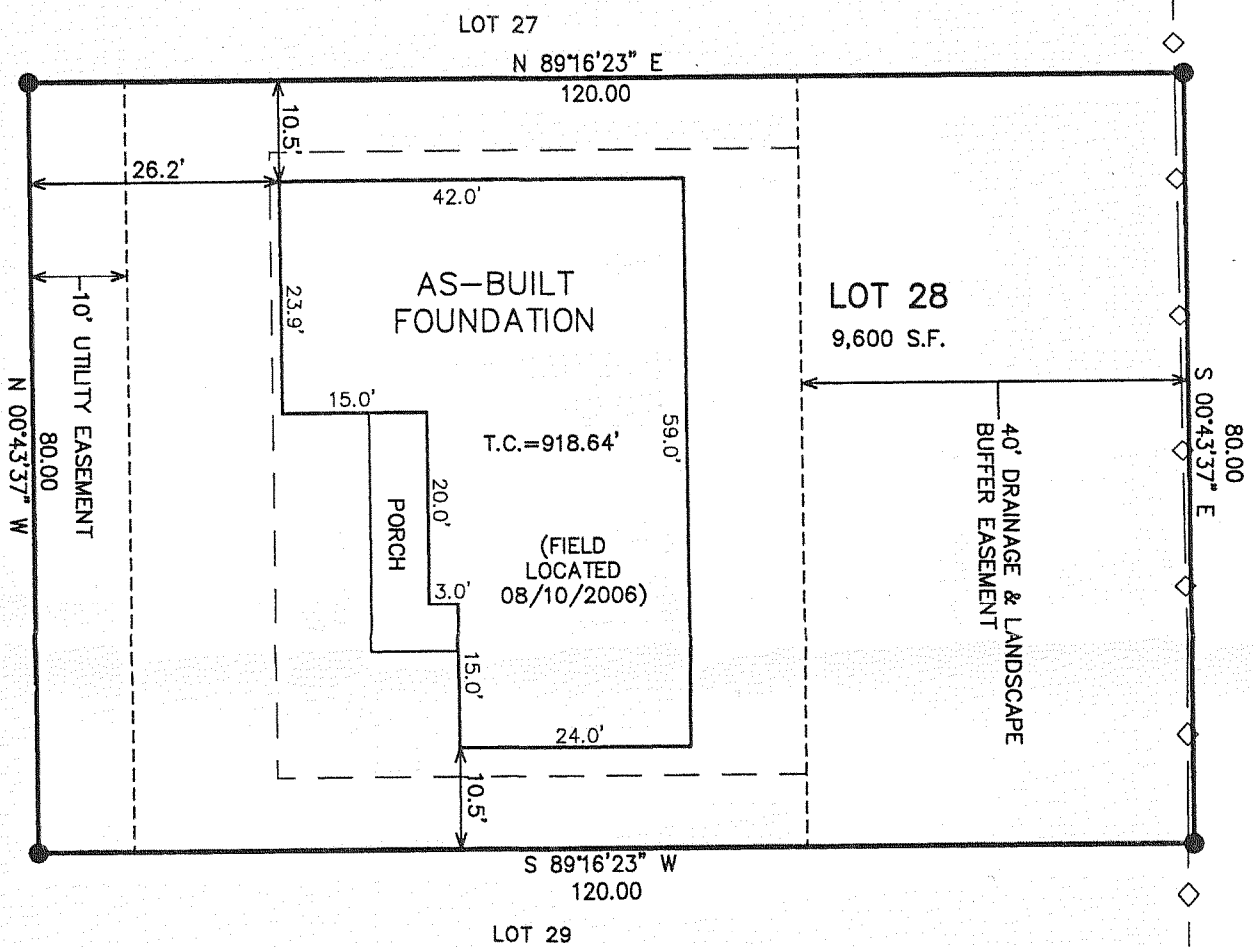 LOT 27
N 89°16'23" E
120.00
10.5'
26.2'
42.0'
AS-BUILT
FOUNDATION
23.9'
LOT 28
9,600 S.F.
10' UTILITY EASEMENT
N 00°43'37" W
80.00
15.0'
T.C.=918.64'
59.0'
80.00
S 00°43'37" E
40' DRAINAGE & LANDSCAPE
BUFFER EASEMENT
20.0'
PORCH
(FIELD
LOCATED
08/10/2006)
3.0'
15.0'
24.0'
10.5'
S 89°16'23" W
120.00
LOT 29